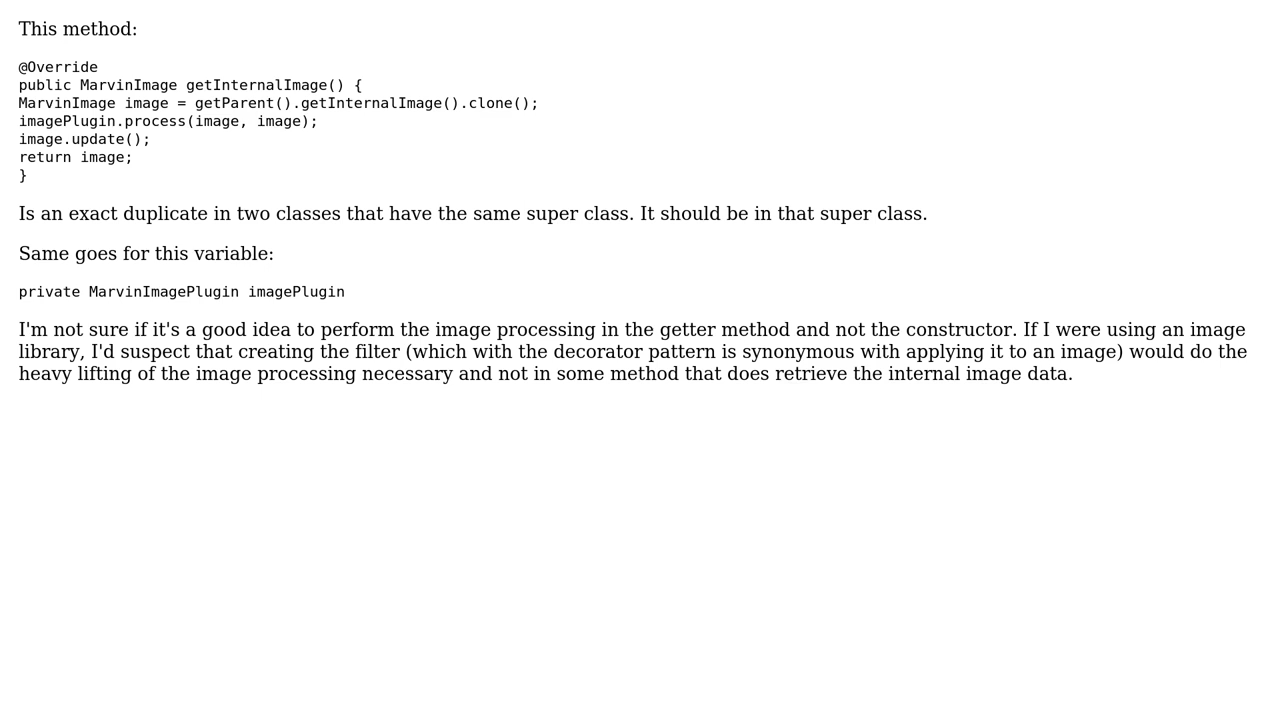 This method:
@Override
public MarvinImage getInternalImage() {
MarvinImage image = getParent().getInternalImage().clone();
imagePlugin.process(image, image);
image.update();
return image;
}
Is an exact duplicate in two classes that have the same super class. It should be in that super class.
Same goes for this variable:
private MarvinImagePlugin imagePlugin
I'm not sure if it's a good idea to perform the image processing in the getter method and not the constructor. If I were using an image
library, I'd suspect that creating the filter (which with the decorator pattern is synonymous with applying it to an image) would do the
heavy lifting of the image processing necessary and not in some method that does retrieve the internal image data.